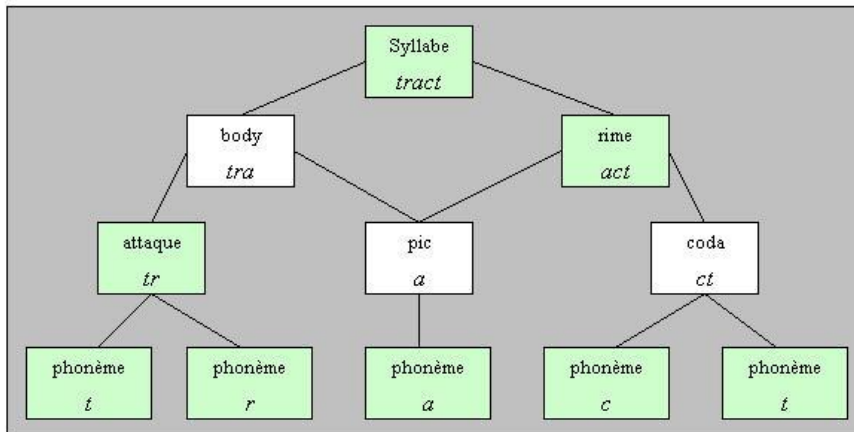 Syllabe
tract
body
tra
rime
act
attaque
tr
pic
a
coda
ct
phonème
t
phonème
r
phonème
a
phonème
c
phonème
t